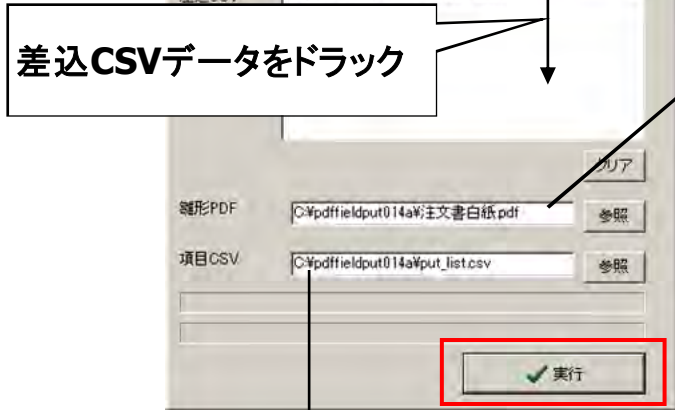 差込CSVデータをドラック
クリア
雛形PDF
C:¥pdffieldput014a¥注文書白紙.pdf
参照
項目CSV
C:¥pdffieldput014a¥put_list.csv
参照
実行